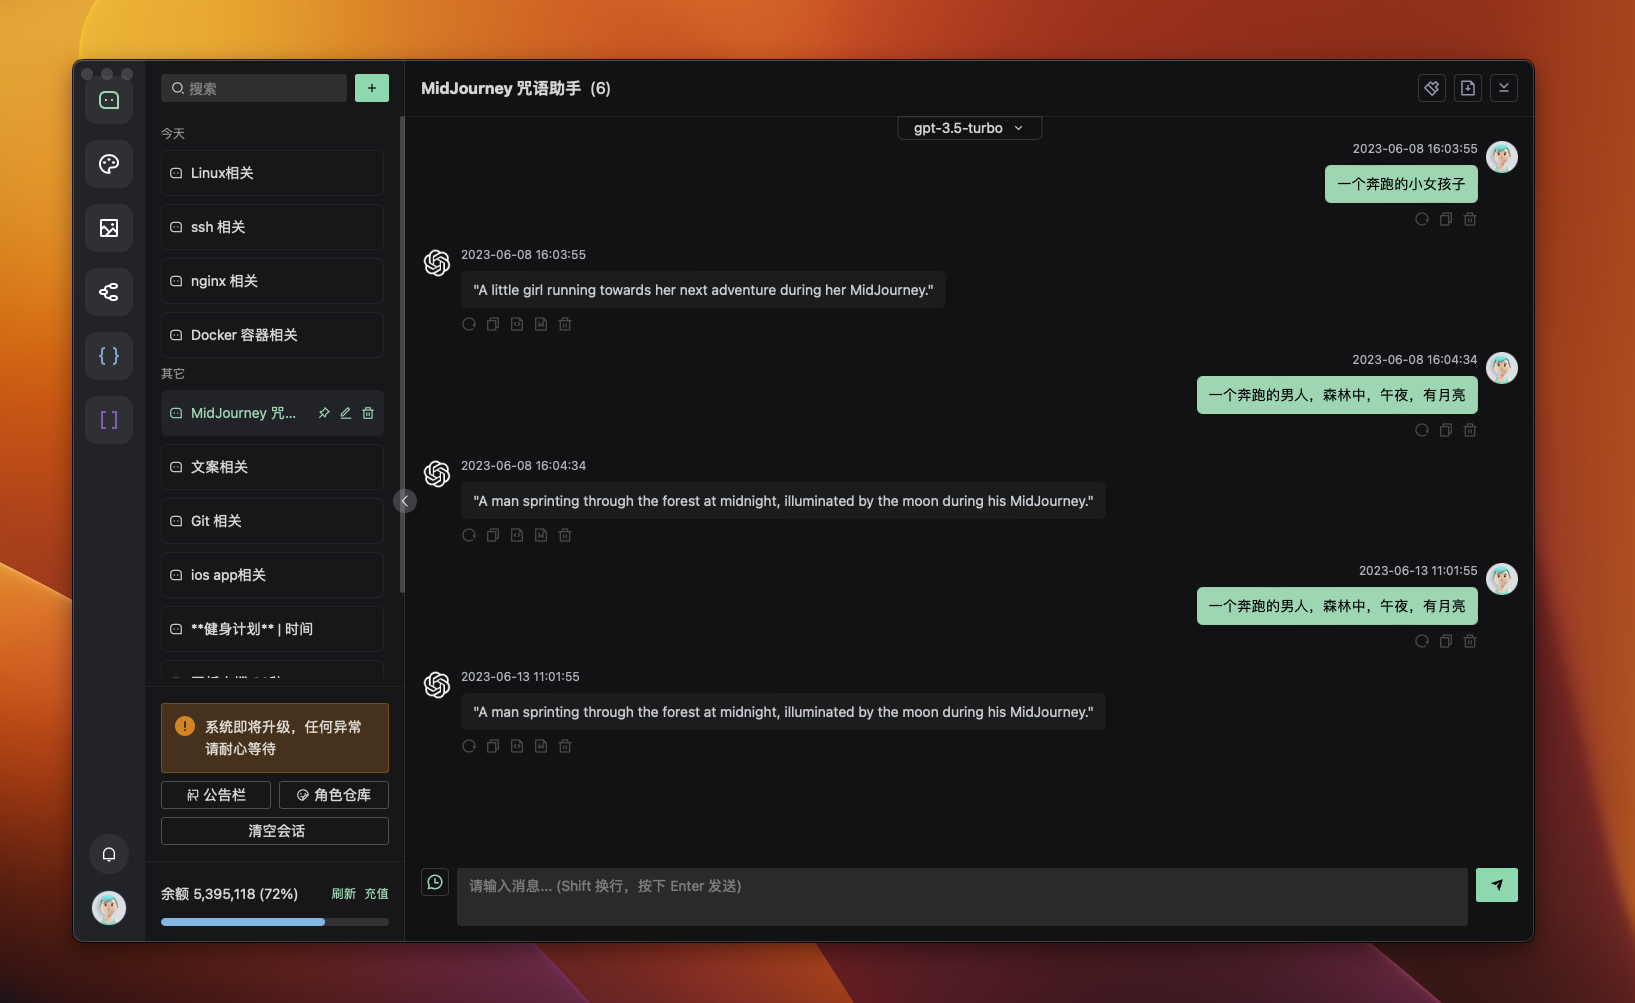 搜索
+
今天
Linux相关
ssh 相关
nginx 相关
Docker 容器相关
其它
MidJourney 咒...
文案相关
Git 相关
ios app相关
**健身计划** | 时间
系统即将升级，任何异常
请耐心等待
公告栏
角色仓库
清空会话
余额 5,395,118 (72%)
刷新 充值
MidJourney 咒语助手 (6)
gpt-3.5-turbo
2023-06-08 16:03:55
一个奔跑的小女孩子
2023-06-08 16:03:55
"A little girl running towards her next adventure during her MidJourney."
2023-06-08 16:04:34
一个奔跑的男人，森林中，午夜，有月亮
2023-06-08 16:04:34
"A man sprinting through the forest at midnight, illuminated by the moon during his MidJourney."
2023-06-13 11:01:55
一个奔跑的男人，森林中，午夜，有月亮
2023-06-13 11:01:55
"A man sprinting through the forest at midnight, illuminated by the moon during his MidJourney."
请输入消息... (Shift 换行，按下 Enter 发送)